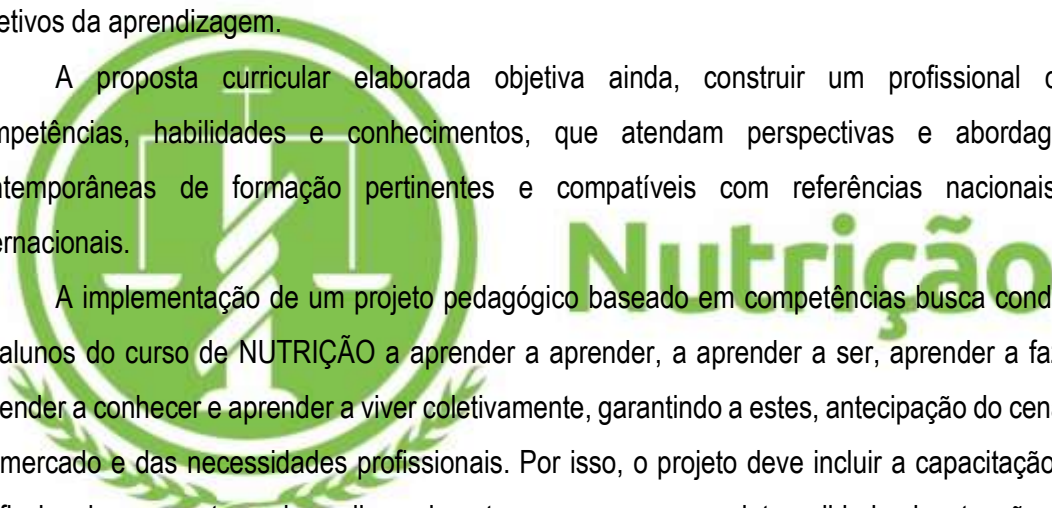 etivos da aprendizagem.
A proposta curricular elaborada objetiva ainda, construir um profissional
mpetências, habilidades e conhecimentos, que atendam perspectivas e abordag
ntemporâneas de formação pertinentes e compatíveis com referências nacionais
ernacionais.
Nutrição
A implementação de um projeto pedagógico baseado em competências busca cond
alunos do curso de NUTRIÇÃO a aprender a aprender, a aprender a ser, aprender a fa
ender a conhecer e aprender a viver coletivamente, garantindo a estes, antecipação do cen
mercado e das necessidades profissionais. Por isso, o projeto deve incluir a capacitação